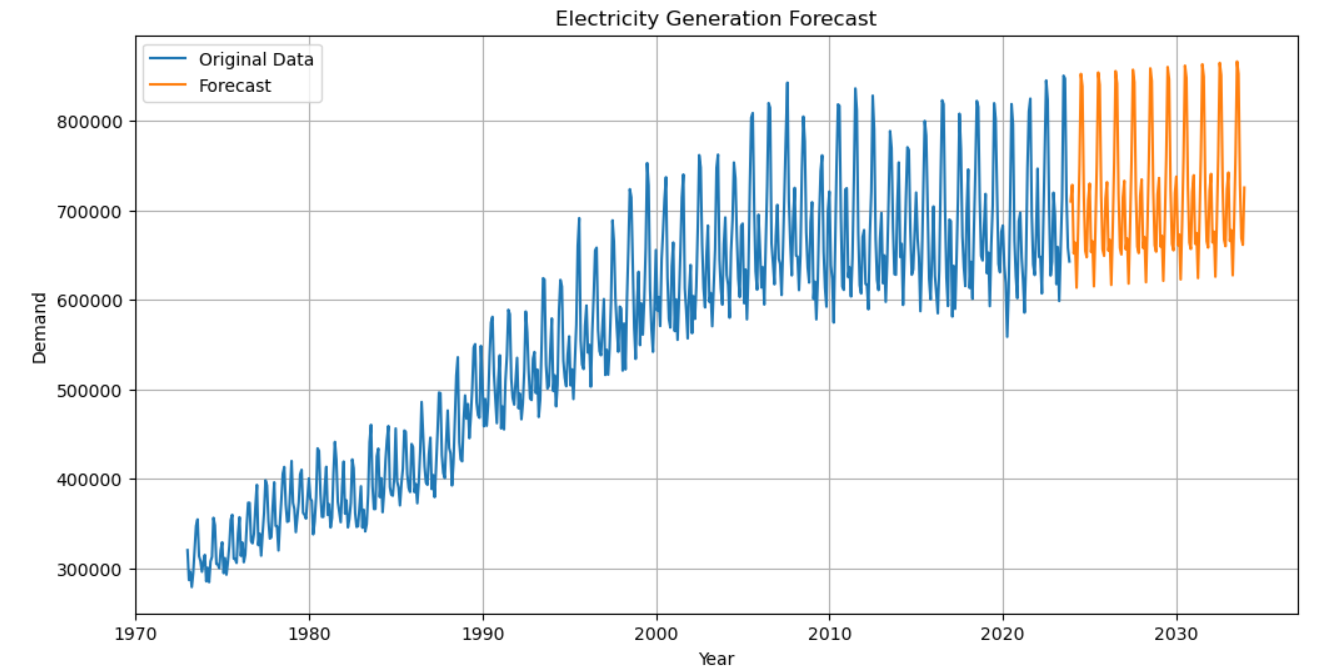 Electricity Generation Forecast
Original Data
Forecast
800000
700000
600000
500000
400000
300000
Demand
1970 1980 1990 2000 2010 2020 2030
Year